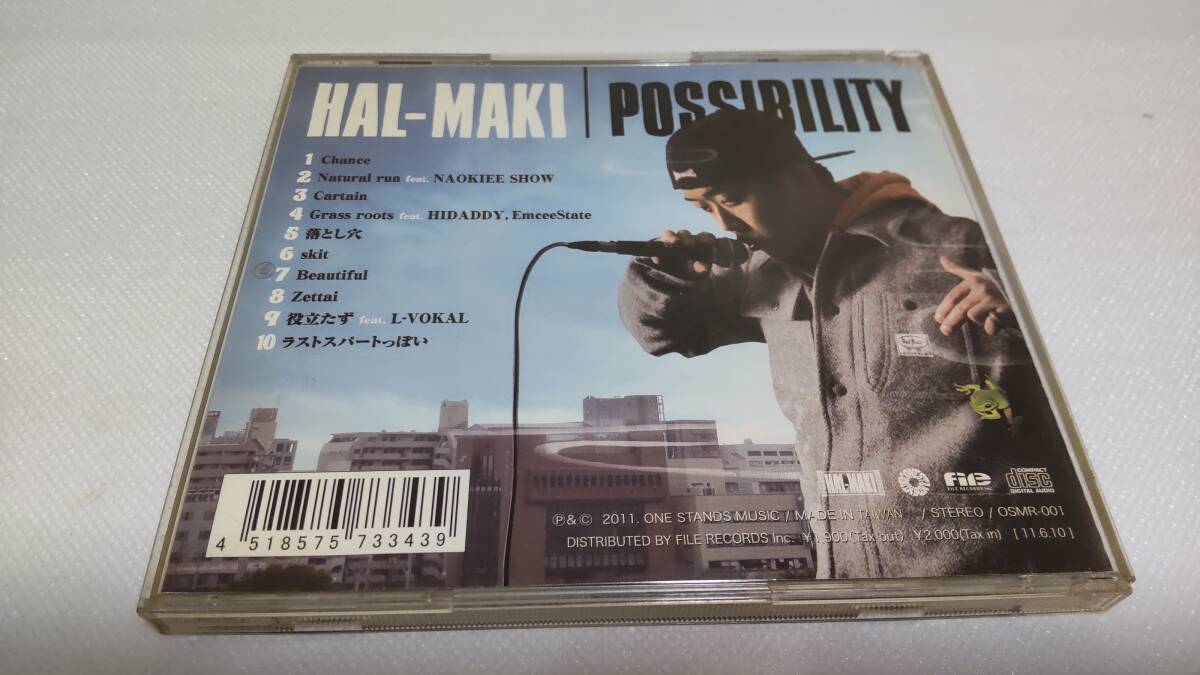 HAL-MAKI | POSSIBILITY
1 Chance
2 Natural run feat. NAOKIEE SHOW
3 Cartain
4 Grass roots feat. HIDADDY, EmceeState
5 落とし穴
6 skit
7 Beautiful
8 Zettai
9 役立たず feat. L-VOKAL
10 ラストスパートっぽい
HAL-MAKI
FILE
FILE RECORDS INC.
COMPACT
disc
DIGITAL AUDIO
Ⓟ&© 2011. ONE STANDS MUSIC / MADE IN TAIWAN / STEREO / OSMR-001
DISTRIBUTED BY FILE RECORDS Inc. ¥1,900(Tax out) ¥2,000(Tax in) [11.6.10]
4 518575 733439